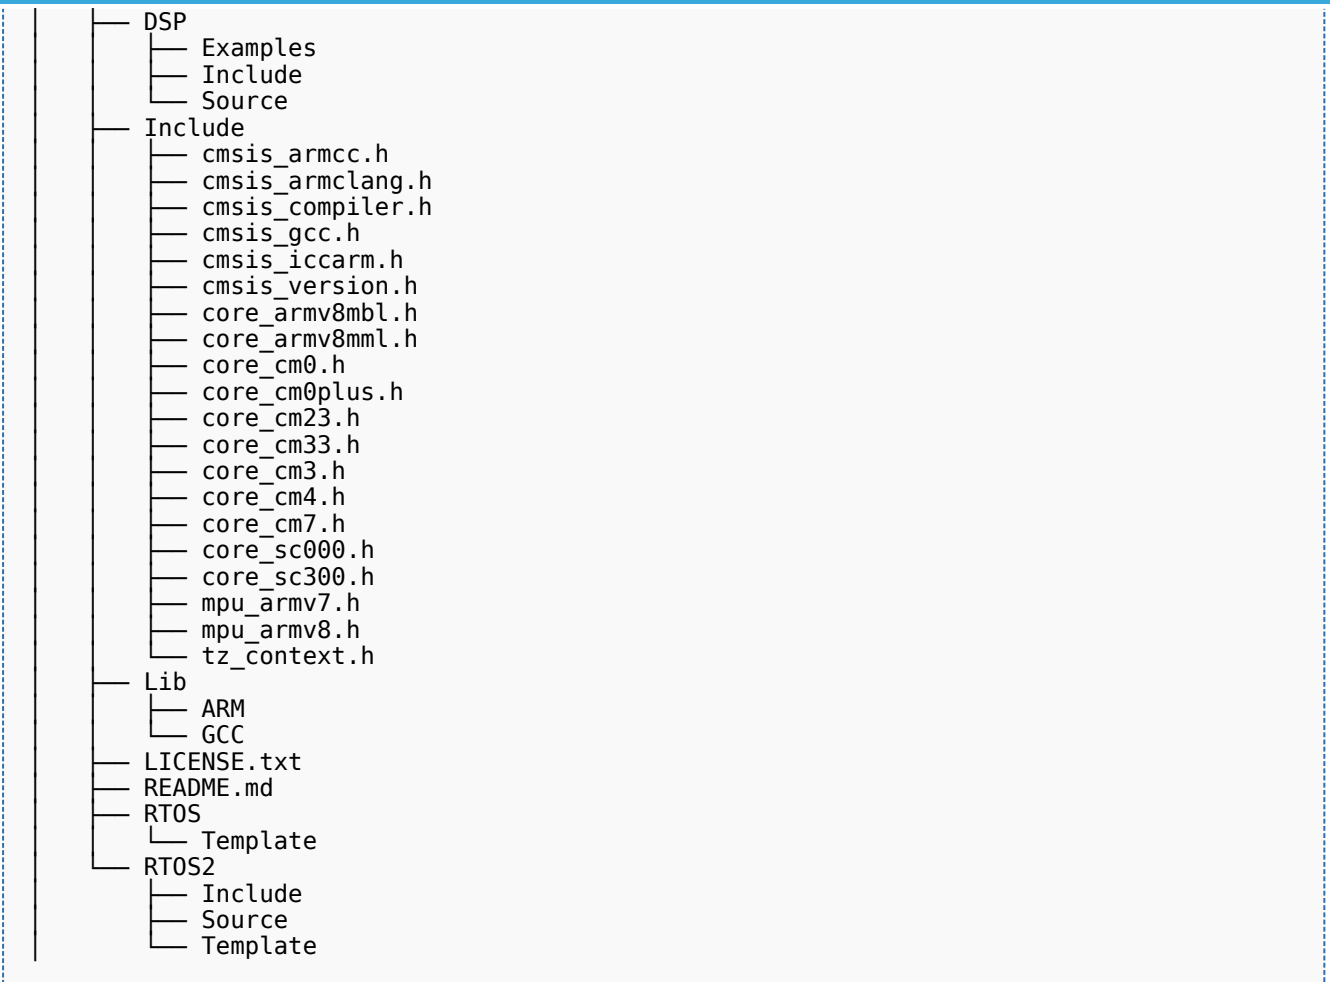 │   ├── DSP
│   │   ├── Examples
│   │   ├── Include
│   │   └── Source
│   ├── Include
│   │   ├── cmsis_armcc.h
│   │   ├── cmsis_armclang.h
│   │   ├── cmsis_compiler.h
│   │   ├── cmsis_gcc.h
│   │   ├── cmsis_iccarm.h
│   │   ├── cmsis_version.h
│   │   ├── core_armv8mbl.h
│   │   ├── core_armv8mml.h
│   │   ├── core_cm0.h
│   │   ├── core_cm0plus.h
│   │   ├── core_cm23.h
│   │   ├── core_cm33.h
│   │   ├── core_cm3.h
│   │   ├── core_cm4.h
│   │   ├── core_cm7.h
│   │   ├── core_sc000.h
│   │   ├── core_sc300.h
│   │   ├── mpu_armv7.h
│   │   ├── mpu_armv8.h
│   │   └── tz_context.h
│   ├── Lib
│   │   ├── ARM
│   │   └── GCC
│   ├── LICENSE.txt
│   ├── README.md
│   ├── RTOS
│   │   └── Template
│   └── RTOS2
│       ├── Include
│       ├── Source
│       └── Template